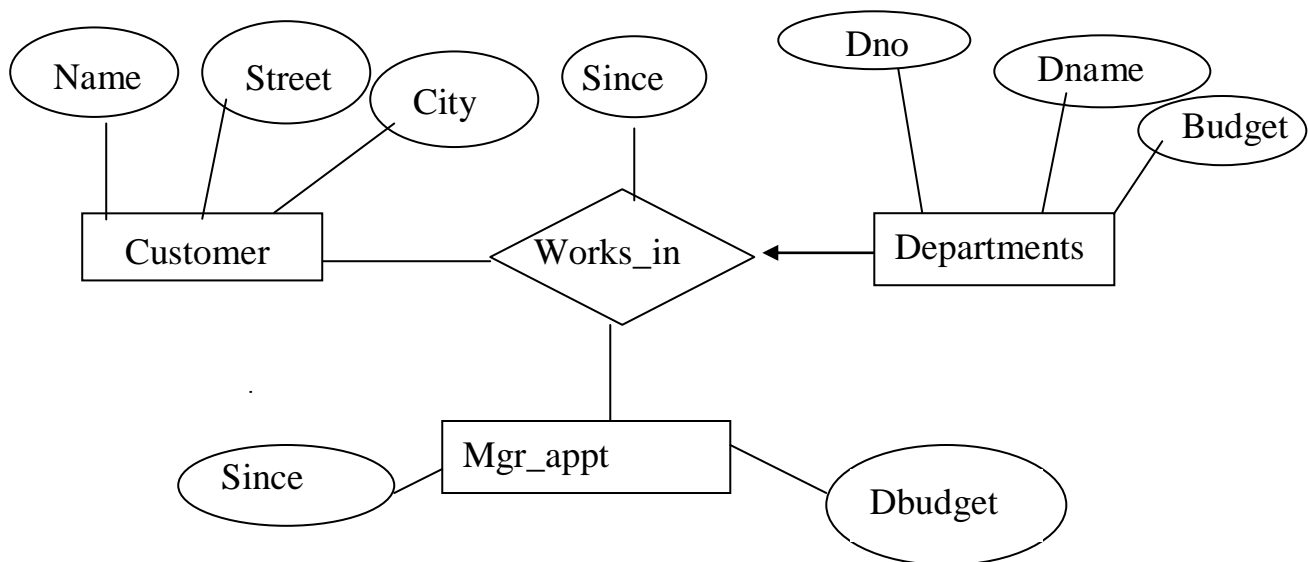 Name
Street
City
Since
Dno
Dname
Budget
Customer
Works_in
Departments
Mgr_appt
Since
Dbudget